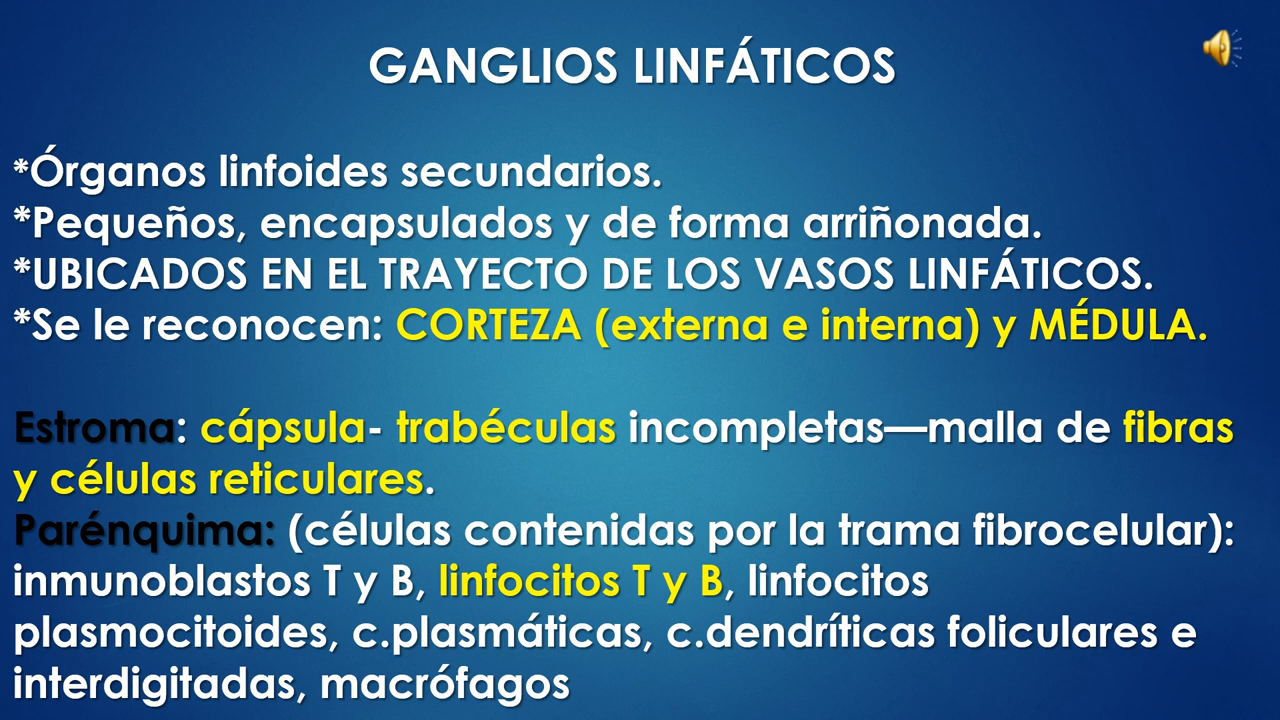 GANGLIOS LINFÁTICOS
*Órganos linfoides secundarios.
*Pequeños, encapsulados y de forma arriñonada.
*UBICADOS EN EL TRAYECTO DE LOS VASOS LINFÁTICOS.
*Se le reconocen: CORTEZA (externa e interna) y MÉDULA.
Estroma: cápsula- trabéculas incompletas—malla de fibras
y células reticulares.
Parénquima: (células contenidas por la trama fibrocelular):
inmunoblastos T y B, linfocitos T y B, linfocitos
plasmocitoides, c.plasmáticas, c.dendríticas foliculares e
interdigitadas, macrófagos